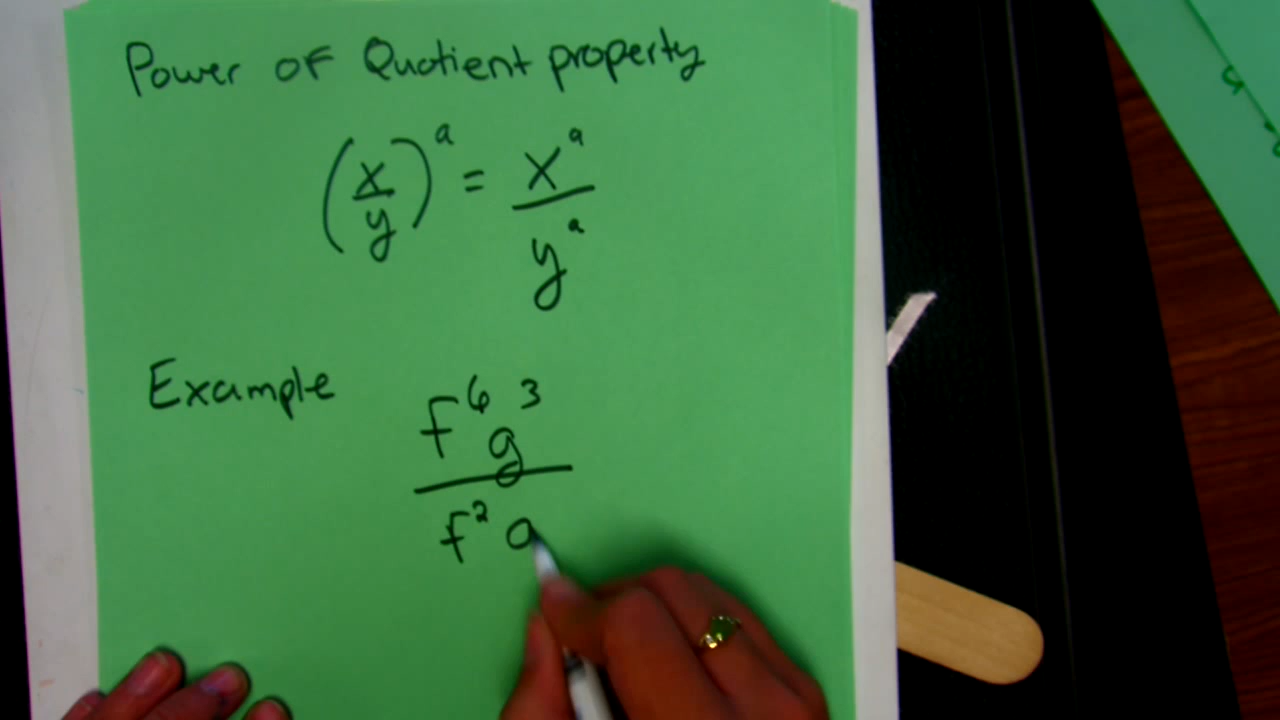 Power of Quotient property
(x/y)^a = x^a/y^a
Example
f^6 g^3
f^2 g